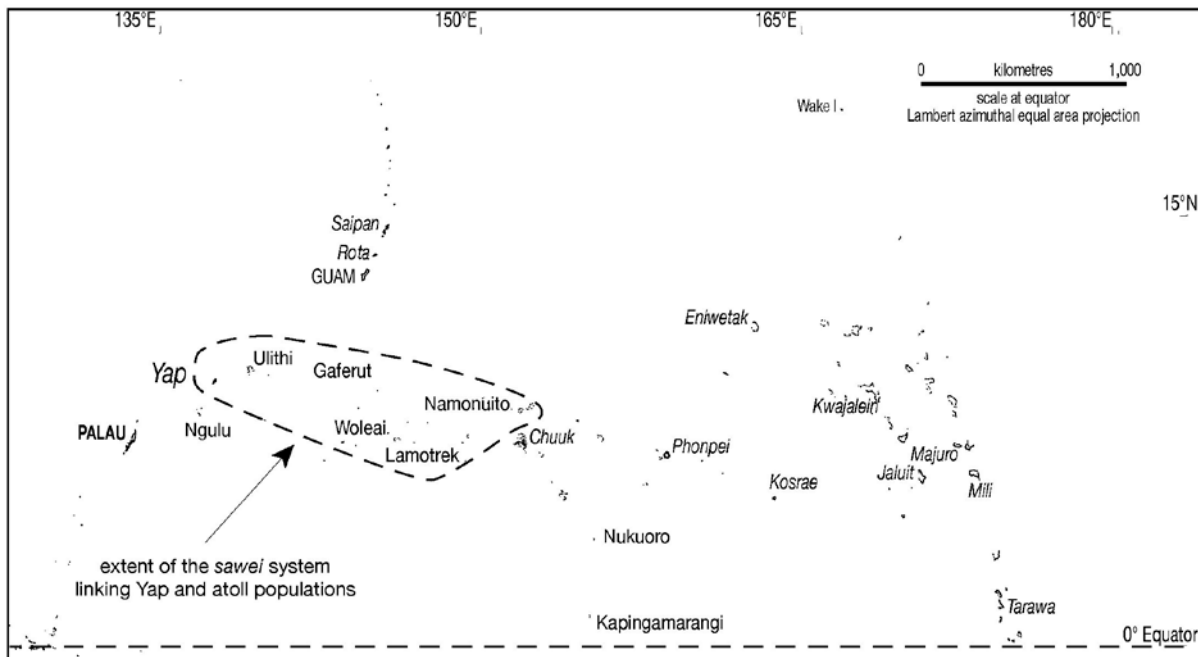 135°E 150°E 165°E 180°E
0 kilometres 1,000
scale at equator
Lambert azimuthal equal area projection
Wake I.
15°N
Saipan
Rota
GUAM
Eniwetak
Ulithi
Yap
Gaferut
Namonuito
Kwajalein
Ngulu
Woleai
PALAU
Chuuk
Lamotrek
Phonpei
Majuro
Jaluit
Kosrae
Mili
Nukuoro
extent of the sawei system
linking Yap and atoll populations
Tarawa
Kapingamarangi
0° Equator